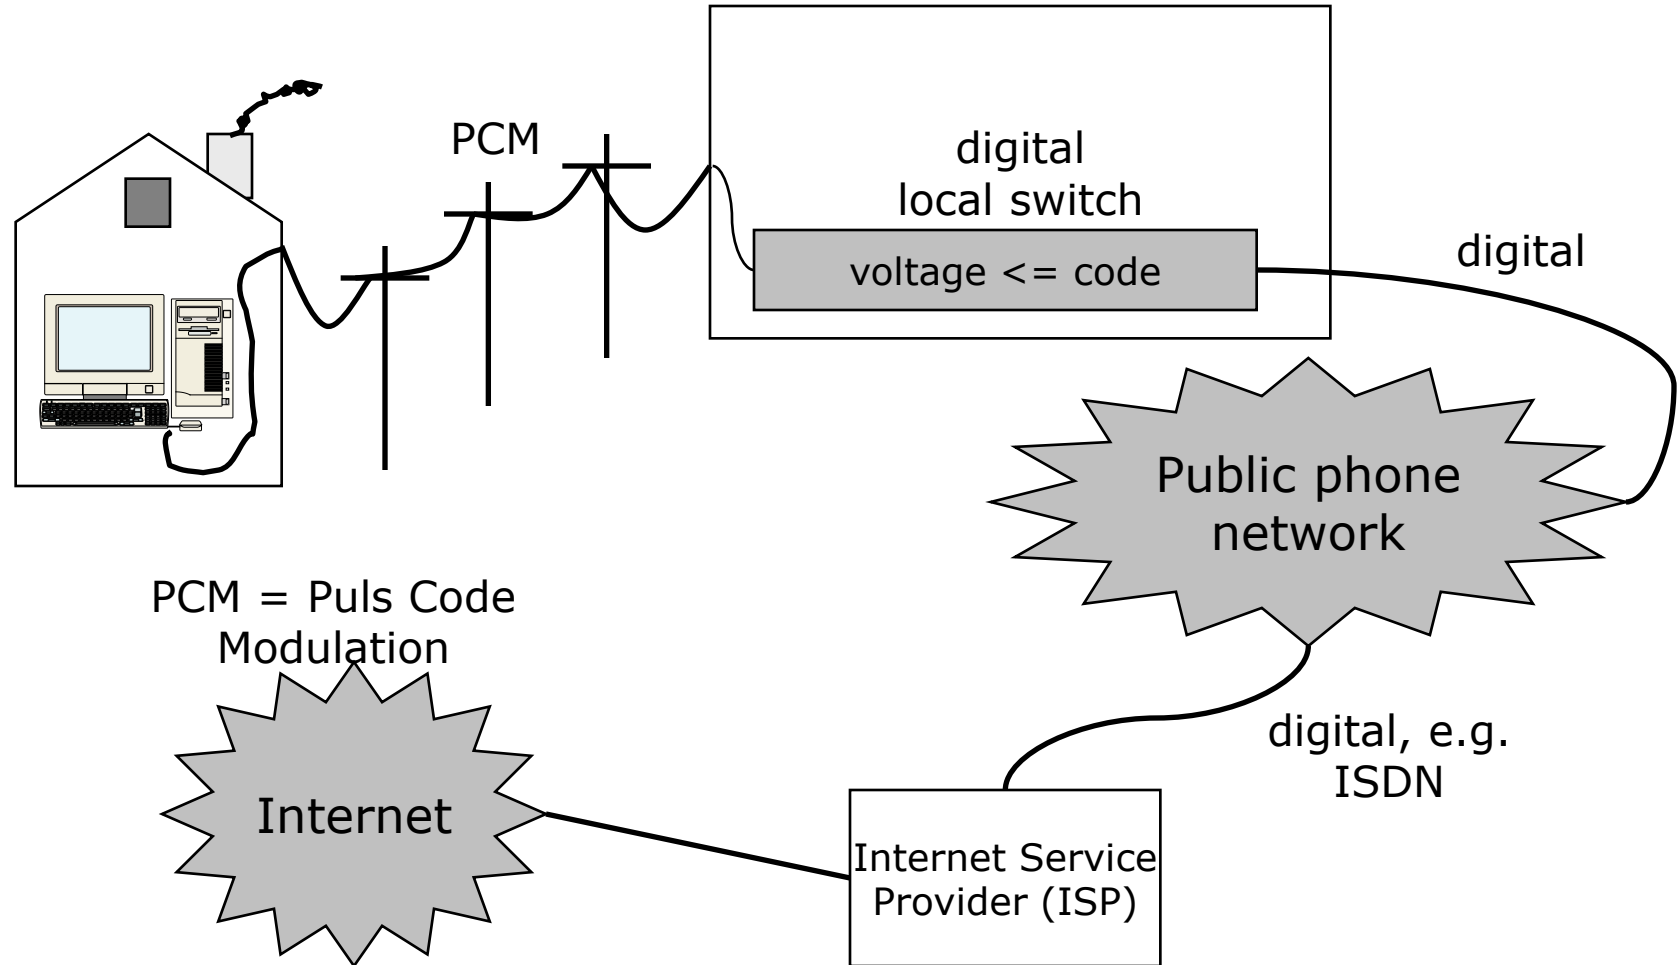 PCM
digital
local switch
voltage <= code
digital
Public phone
network
PCM = Puls Code
Modulation
digital, e.g.
ISDN
Internet
Internet Service
Provider (ISP)